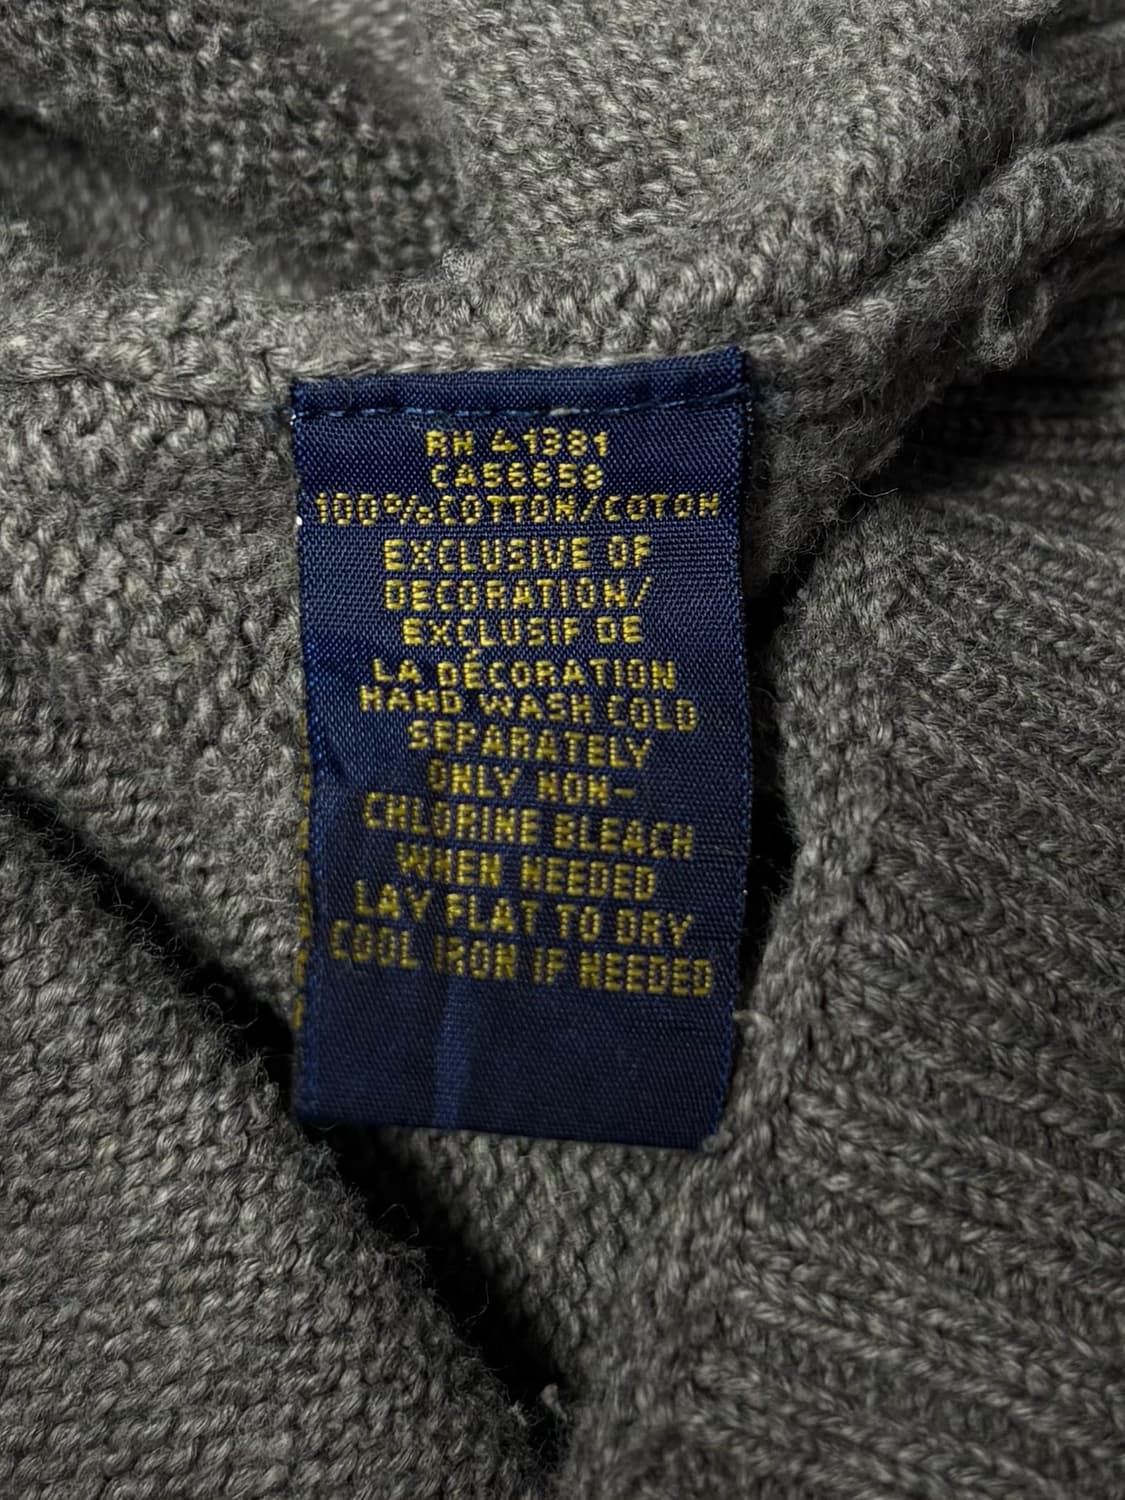 RN 41381
CA56658
100% COTTON/COTON
EXCLUSIVE OF
DECORATION/
EXCLUSIF DE
LA DÉCORATION
HAND WASH COLD
SEPARATELY
ONLY NON-
CHLORINE BLEACH
WHEN NEEDED
LAY FLAT TO DRY
COOL IRON IF NEEDED